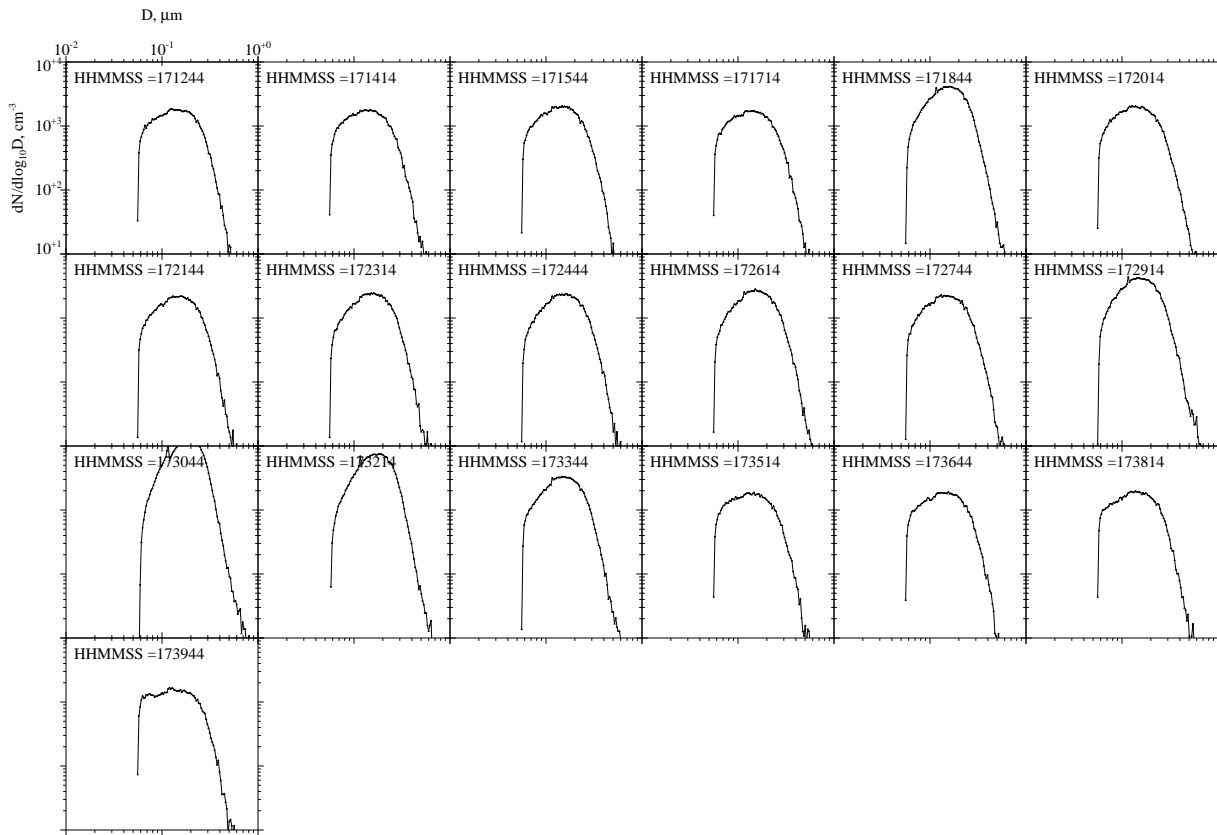 D, μm
10⁻² 10⁻¹ 10⁺⁰
10⁺⁴
10⁺³
10⁺²
10⁺¹
dN/dlog₁₀D, cm⁻³
HHMMSS =171244 HHMMSS =171414 HHMMSS =171544 HHMMSS =171714 HHMMSS =171844 HHMMSS =172014
HHMMSS =172144 HHMMSS =172314 HHMMSS =172444 HHMMSS =172614 HHMMSS =172744 HHMMSS =172914
HHMMSS =173044 HHMMSS =173214 HHMMSS =173344 HHMMSS =173514 HHMMSS =173644 HHMMSS =173814
HHMMSS =173944